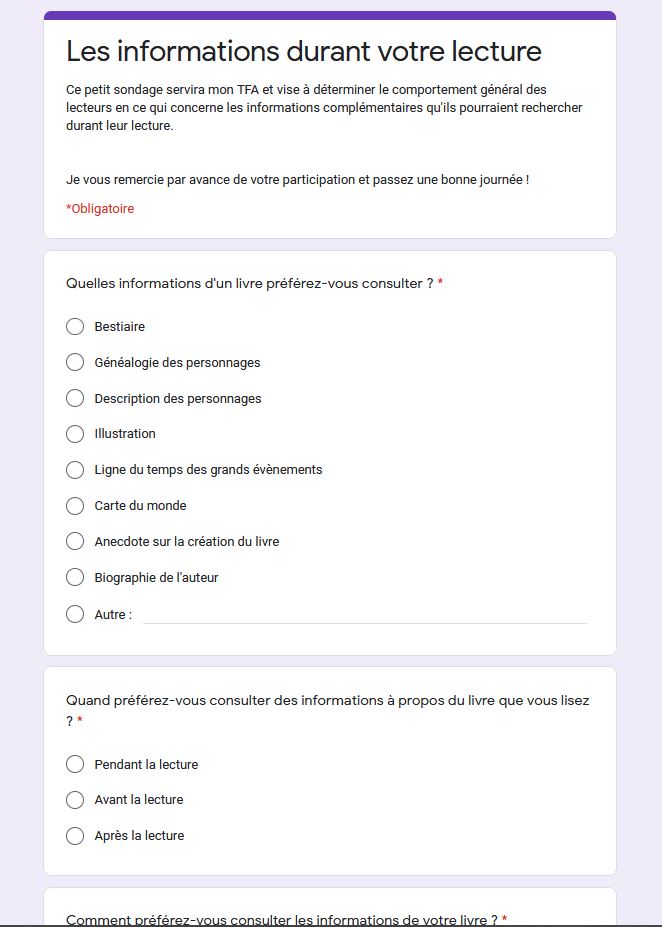 Les informations durant votre lecture
Ce petit sondage servira mon TFA et vise à déterminer le comportement général des
lecteurs en ce qui concerne les informations complémentaires qu'ils pourraient rechercher
durant leur lecture.
Je vous remercie par avance de votre participation et passez une bonne journée !
*Obligatoire
Quelles informations d'un livre préférez-vous consulter ? *
Bestiaire
Généalogie des personnages
Description des personnages
Illustration
Ligne du temps des grands évènements
Carte du monde
Anecdote sur la création du livre
Biographie de l'auteur
Autre :
Quand préférez-vous consulter des informations à propos du livre que vous lisez
? *
Pendant la lecture
Avant la lecture
Après la lecture
Comment préférez-vous consulter les informations de votre livre ? *